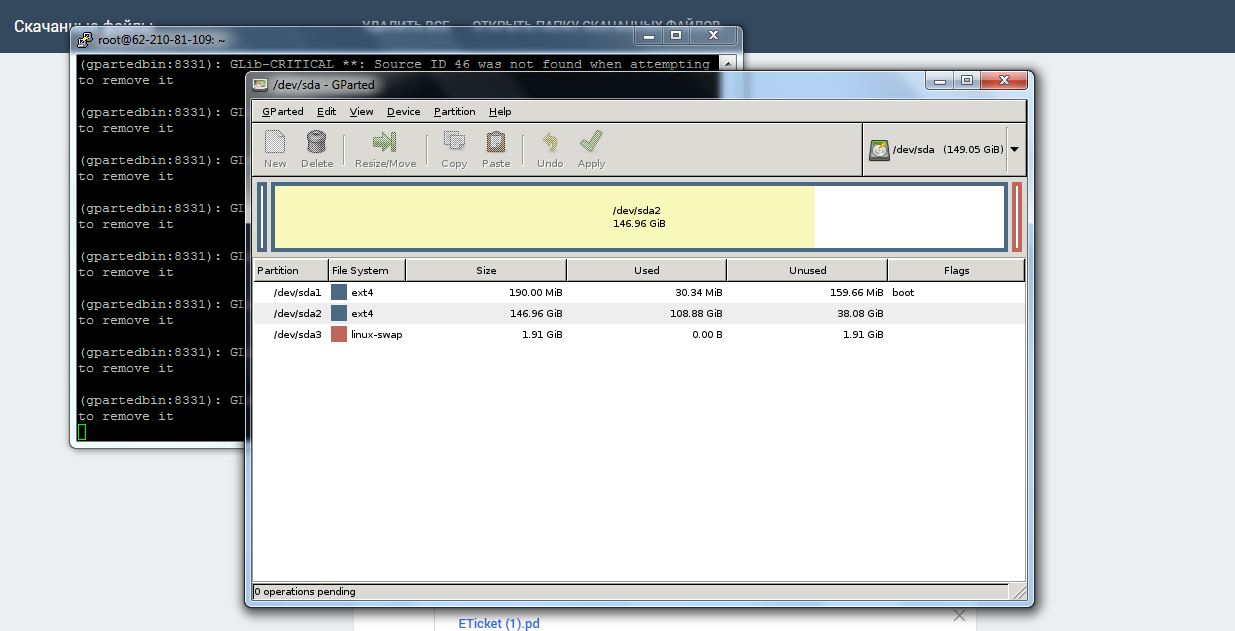 Скачанные файлы
УДАЛИТЬ ВСЕ ОТКРЫТЬ ПАПКУ СКАЧАННЫХ ФАЙЛОВ
root@62-210-81-109: ~
(gpartedbin:8331): GLib-CRITICAL **: Source ID 46 was not found when attempting
to remove it
(gpartedbin:8331): GL
to remove it
(gpartedbin:8331): GL
to remove it
(gpartedbin:8331): GL
to remove it
(gpartedbin:8331): GL
to remove it
(gpartedbin:8331): GL
to remove it
(gpartedbin:8331): GL
to remove it
(gpartedbin:8331): GL
to remove it
/dev/sda - GParted
GParted Edit View Device Partition Help
New Delete Resize/Move Copy Paste Undo Apply
/dev/sda (149.05 GiB)
/dev/sda2
146.96 GiB
Partition File System Size Used Unused Flags
/dev/sda1 ext4 190.00 MiB 30.34 MiB 159.66 MiB boot
/dev/sda2 ext4 146.96 GiB 108.88 GiB 38.08 GiB
/dev/sda3 linux-swap 1.91 GiB 0.00 B 1.91 GiB
0 operations pending
ETicket (1).pd